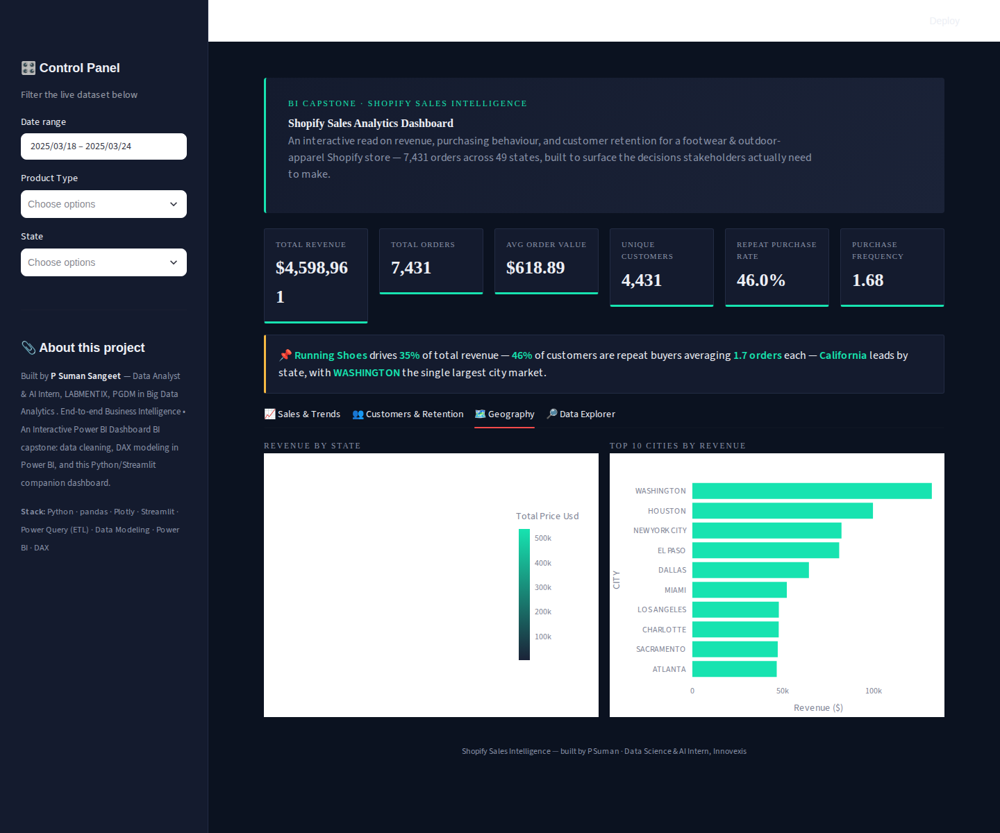 Deploy
🎛️ Control Panel
Filter the live dataset below
Date range
2025/03/18 – 2025/03/24
Product Type
Choose options
State
Choose options
📎 About this project
Built by P Suman Sangeet — Data Analyst
& AI Intern, LABMENTIX, PGDM in Big Data
Analytics . End-to-end Business Intelligence •
An Interactive Power BI Dashboard BI
capstone: data cleaning, DAX modeling in
Power BI, and this Python/Streamlit
companion dashboard.
Stack: Python · pandas · Plotly · Streamlit ·
Power Query (ETL) · Data Modeling · Power
BI · DAX
BI CAPSTONE · SHOPIFY SALES INTELLIGENCE
Shopify Sales Analytics Dashboard
An interactive read on revenue, purchasing behaviour, and customer retention for a footwear & outdoor-
apparel Shopify store — 7,431 orders across 49 states, built to surface the decisions stakeholders actually need
to make.
TOTAL REVENUE
$4,598,96
1
TOTAL ORDERS
7,431
AVG ORDER VALUE
$618.89
UNIQUE
CUSTOMERS
4,431
REPEAT PURCHASE
RATE
46.0%
PURCHASE
FREQUENCY
1.68
📌 Running Shoes drives 35% of total revenue — 46% of customers are repeat buyers averaging 1.7 orders each — California leads by
state, with WASHINGTON the single largest city market.
📈 Sales & Trends 👥 Customers & Retention 🗺️ Geography 🔎 Data Explorer
REVENUE BY STATE
Total Price Usd
500k
400k
300k
200k
100k
TOP 10 CITIES BY REVENUE
CITY
WASHINGTON
HOUSTON
NEW YORK CITY
EL PASO
DALLAS
MIAMI
LOS ANGELES
CHARLOTTE
SACRAMENTO
ATLANTA
0 50k 100k
Revenue ($)
Shopify Sales Intelligence — built by P Suman · Data Science & AI Intern, Innovexis